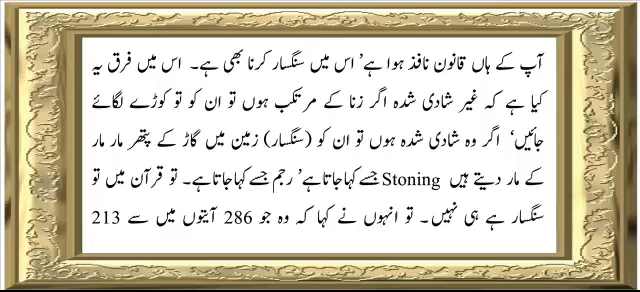 آپ کے ہاں قانون نافذ ہوا ہے’ اس میں سنگسار کرنا بھی ہے۔ اس میں فرق یہ
کیا ہے کہ غیر شادی شدہ اگر زنا کے مرتکب ہوں تو ان کو تو کوڑے لگائے
جائیں‘ اگر وہ شادی شدہ ہوں تو ان کو (سنگسار) زمین میں گاڑ کے پتھر مار مار
کے مار دیتے ہیں Stoning جسے کہا جاتا ہے’ رجم جسے کہا جاتا ہے۔ تو قرآن میں تو
سنگسار ہے ہی نہیں۔ تو انہوں نے کہا کہ وہ جو 286 آیتوں میں سے 213